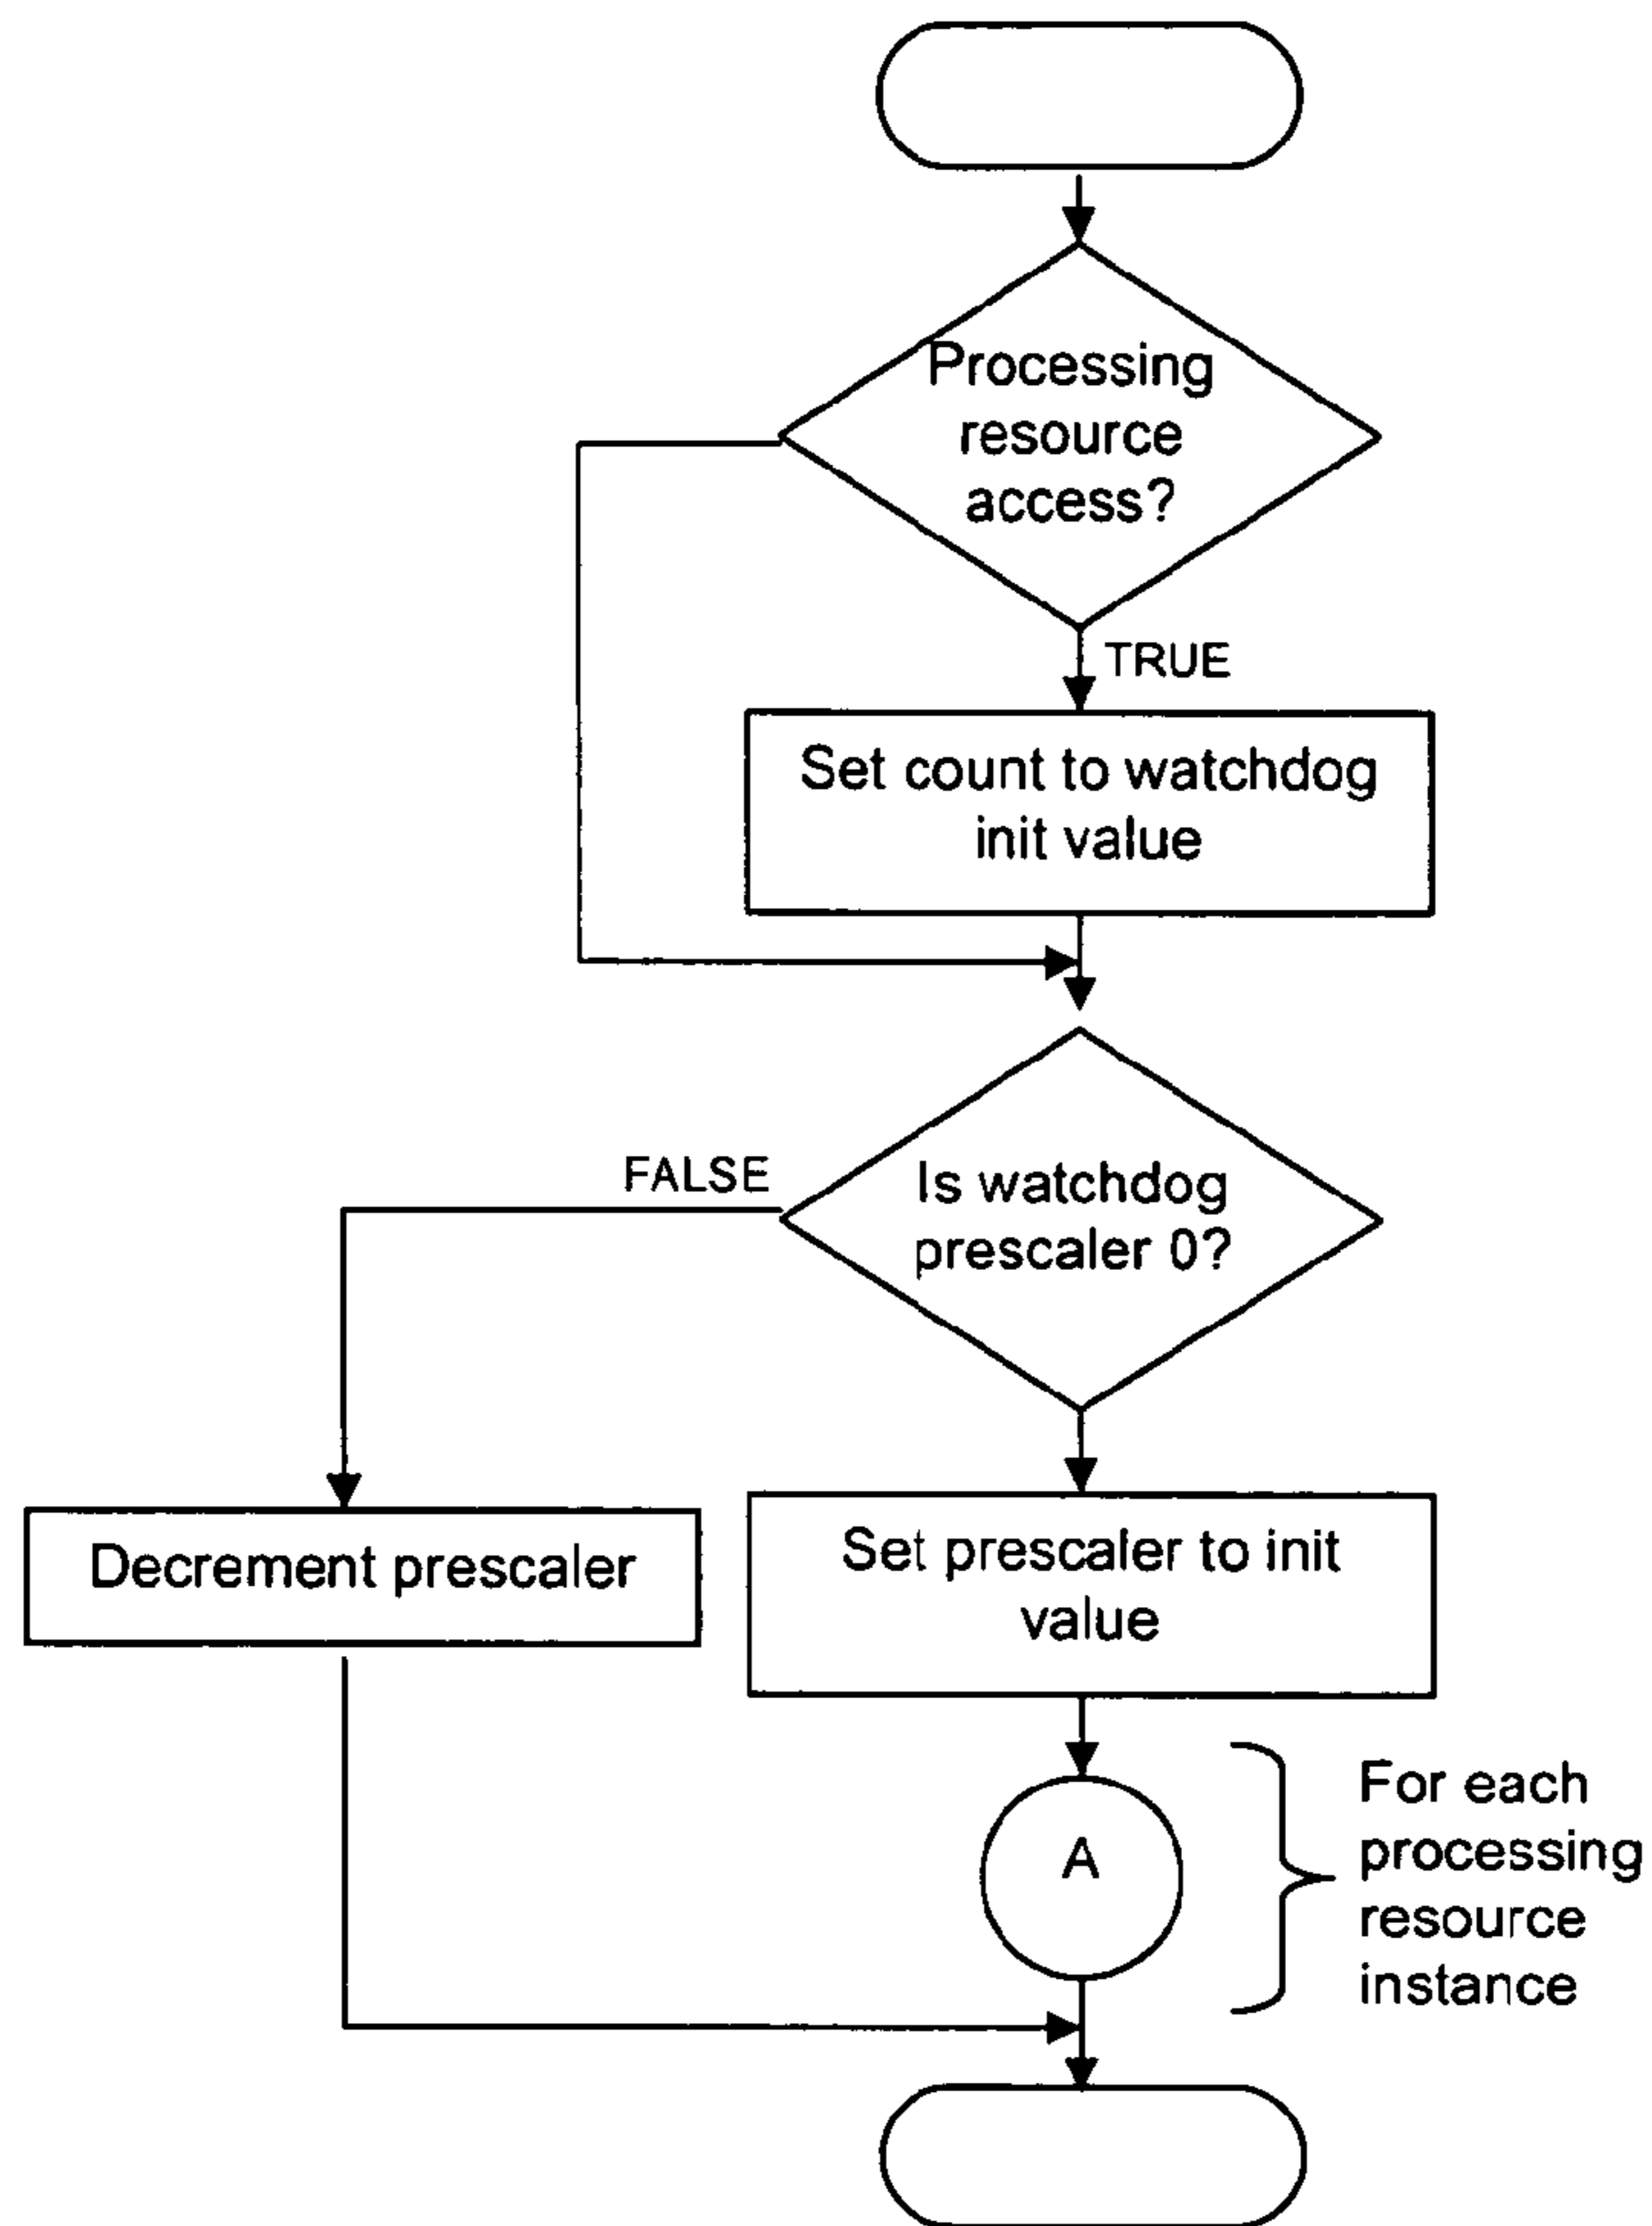 Processing
resource
access?
TRUE
Set count to watchdog
init value
FALSE
Is watchdog
prescaler 0?
Decrement prescaler
Set prescaler to init
value
A
For each
processing
resource
instance